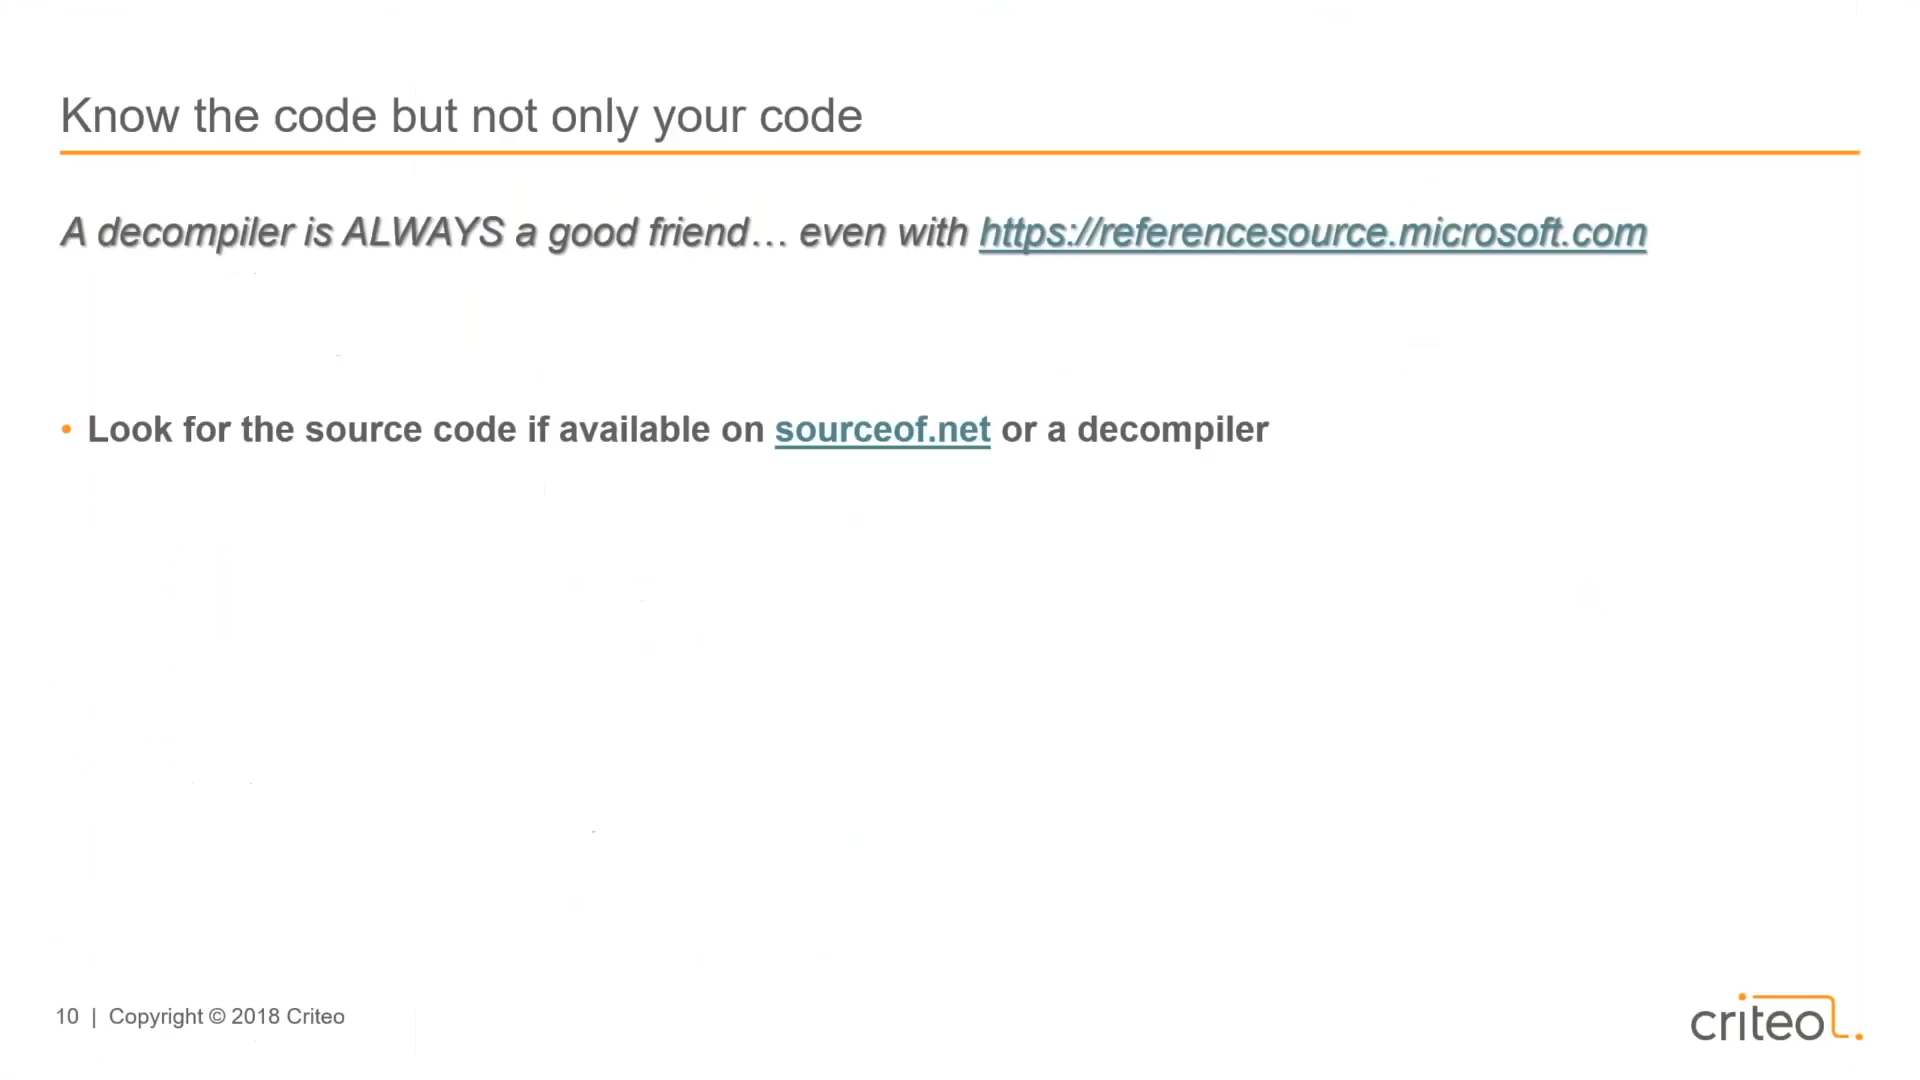 Know the code but not only your code
A decompiler is ALWAYS a good friend… even with https://referencesource.microsoft.com
• Look for the source code if available on sourceof.net or a decompiler
10 | Copyright © 2018 Criteo
criteo